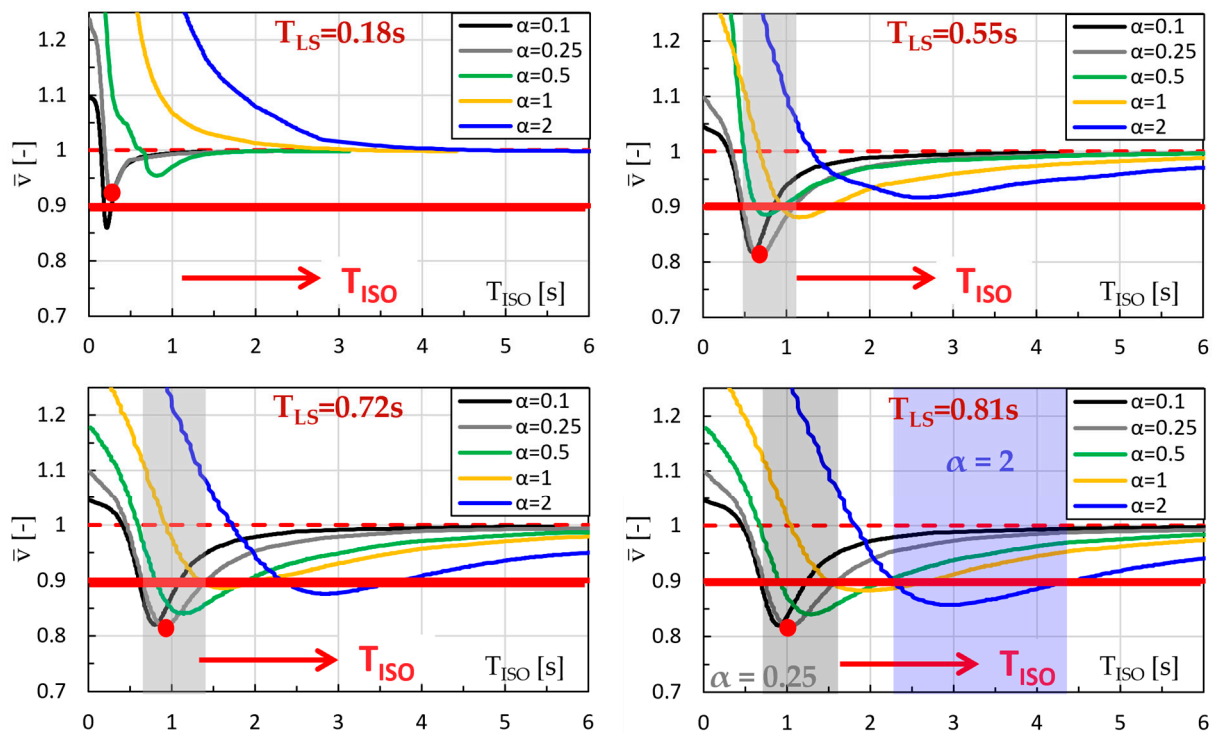 T_LS=0.18s
α=0.1
α=0.25
α=0.5
α=1
α=2
1.2
1.1
1
0.9
0.8
0.7
v̅ [-]
T_ISO
T_ISO [s]
0 1 2 3 4 5 6
T_LS=0.55s
α=0.1
α=0.25
α=0.5
α=1
α=2
1.2
1.1
1
0.9
0.8
0.7
v̅ [-]
T_ISO
T_ISO [s]
0 1 2 3 4 5 6
T_LS=0.72s
α=0.1
α=0.25
α=0.5
α=1
α=2
1.2
1.1
1
0.9
0.8
0.7
v̅ [-]
T_ISO
T_ISO [s]
0 1 2 3 4 5 6
T_LS=0.81s
α=0.1
α=0.25
α=0.5
α=1
α=2
1.2
1.1
1
0.9
0.8
0.7
v̅ [-]
α = 2
α = 0.25
T_ISO
T_ISO [s]
0 1 2 3 4 5 6